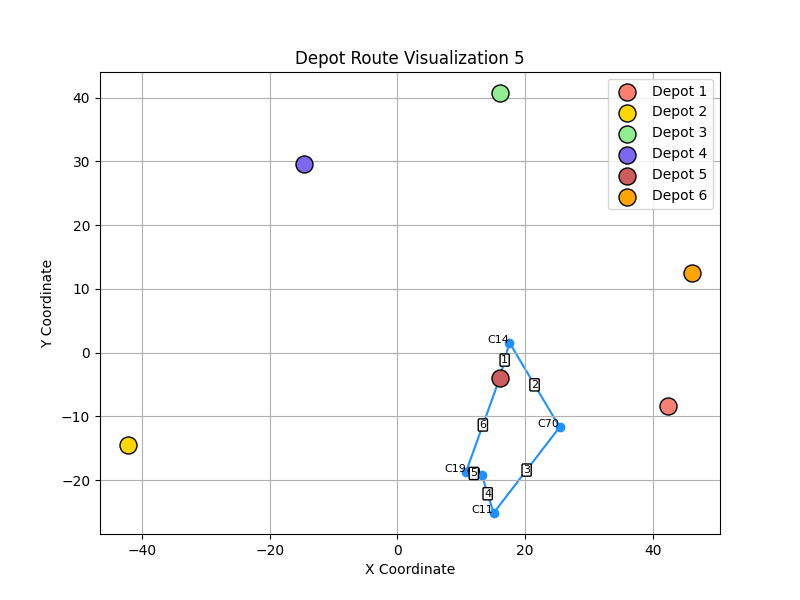 Depot Route Visualization 5
Depot 1
Depot 2
Depot 3
Depot 4
Depot 5
Depot 6
Y Coordinate
40
30
20
10
0
−10
−20
C14
1
2
C70
6
C19
5
3
4
C11
−40
−20
0
20
40
X Coordinate